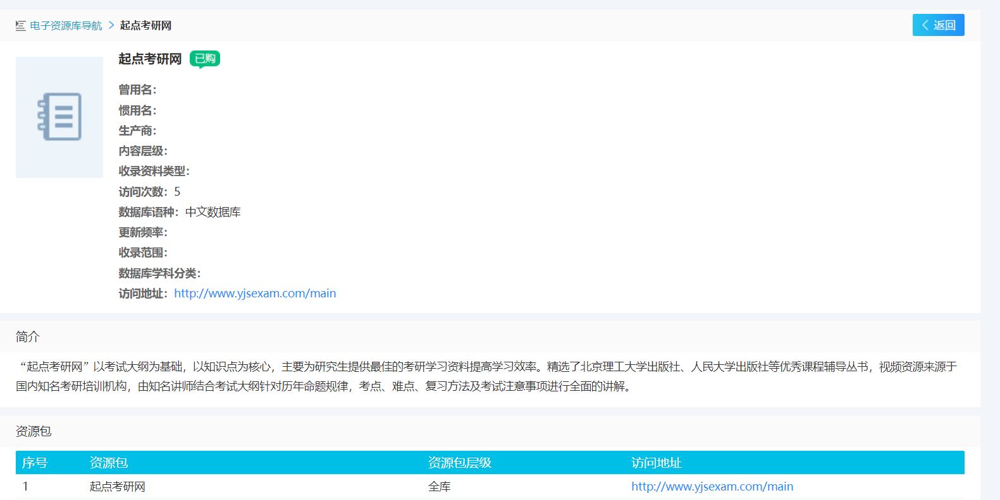 电子资源库导航 > 起点考研网
返回
起点考研网 已购
曾用名：
惯用名：
生产商：
内容层级：
收录资料类型：
访问次数：5
数据库语种：中文数据库
更新频率：
收录范围：
数据库学科分类：
访问地址：http://www.yjsexam.com/main
简介
“起点考研网”以考试大纲为基础，以知识点为核心，主要为研究生提供最佳的考研学习资料提高学习效率。精选了北京理工大学出版社、人民大学出版社等优秀课程辅导丛书，视频资源来源于
国内知名考研培训机构，由知名讲师结合考试大纲针对历年命题规律，考点、难点、复习方法及考试注意事项进行全面的讲解。
资源包
序号 资源包 资源包层级 访问地址
1 起点考研网 全库 http://www.yjsexam.com/main